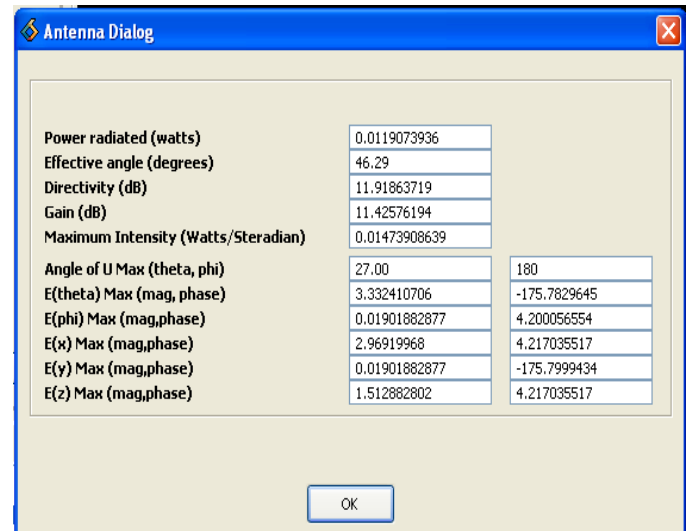 Antenna Dialog
Power radiated (watts) 0.0119073936
Effective angle (degrees) 46.29
Directivity (dB) 11.91863719
Gain (dB) 11.42576194
Maximum Intensity (Watts/Steradian) 0.01473908639
Angle of U Max (theta, phi) 27.00 180
E(theta) Max (mag, phase) 3.332410706 -175.7829645
E(phi) Max (mag,phase) 0.01901882877 4.200056554
E(x) Max (mag,phase) 2.96919968 4.217035517
E(y) Max (mag,phase) 0.01901882877 -175.7999434
E(z) Max (mag,phase) 1.512882802 4.217035517
OK